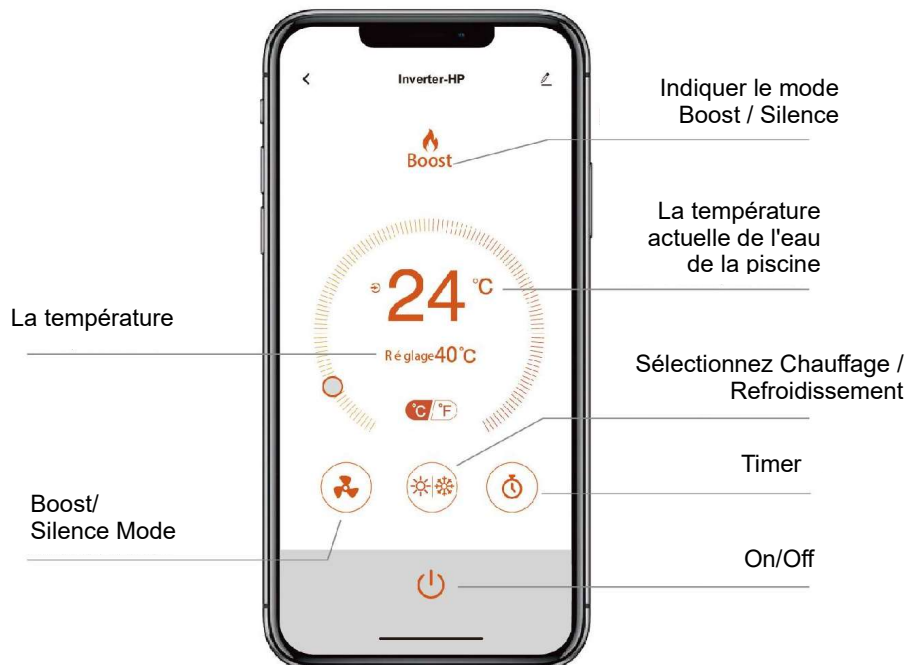 Inverter-HP
Indiquer le mode
Boost / Silence
Boost
La température
actuelle de l'eau
de la piscine
24 °C
La température
Réglage40°C
Sélectionnez Chauffage /
Refroidissement
°C/°F
Timer
Boost/
Silence Mode
On/Off